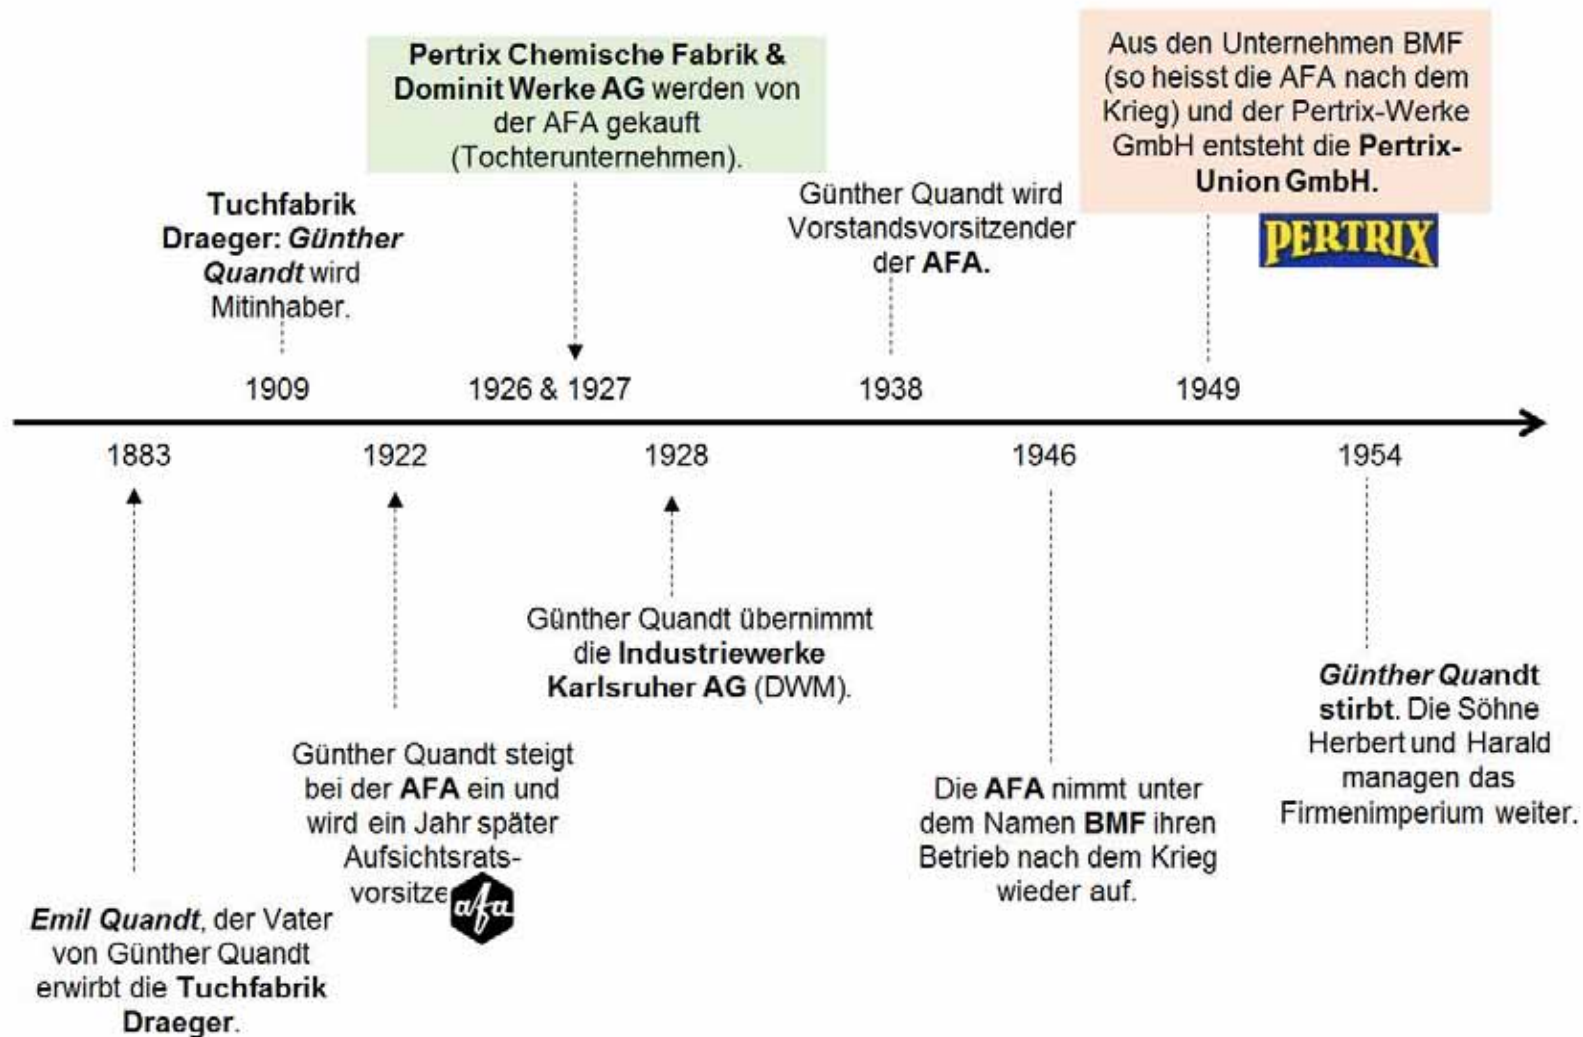 Pertrix Chemische Fabrik &
Dominit Werke AG werden von
der AFA gekauft
(Tochterunternehmen).
Aus den Unternehmen BMF
(so heisst die AFA nach dem
Krieg) und der Pertrix-Werke
GmbH entsteht die Pertrix-
Union GmbH.
PERTRIX
Tuchfabrik
Draeger: Günther
Quandt wird
Mitinhaber.
Günther Quandt wird
Vorstandsvorsitzender
der AFA.
1909
1926 & 1927
1938
1949
1883
1922
1928
1946
1954
Emil Quandt, der Vater
von Günther Quandt
erwirbt die Tuchfabrik
Draeger.
Günther Quandt steigt
bei der AFA ein und
wird ein Jahr später
Aufsichtsrats-
vorsitze
afa
Günther Quandt übernimmt
die Industriewerke
Karlsruher AG (DWM).
Die AFA nimmt unter
dem Namen BMF ihren
Betrieb nach dem Krieg
wieder auf.
Günther Quandt
stirbt. Die Söhne
Herbert und Harald
managen das
Firmenimperium weiter.